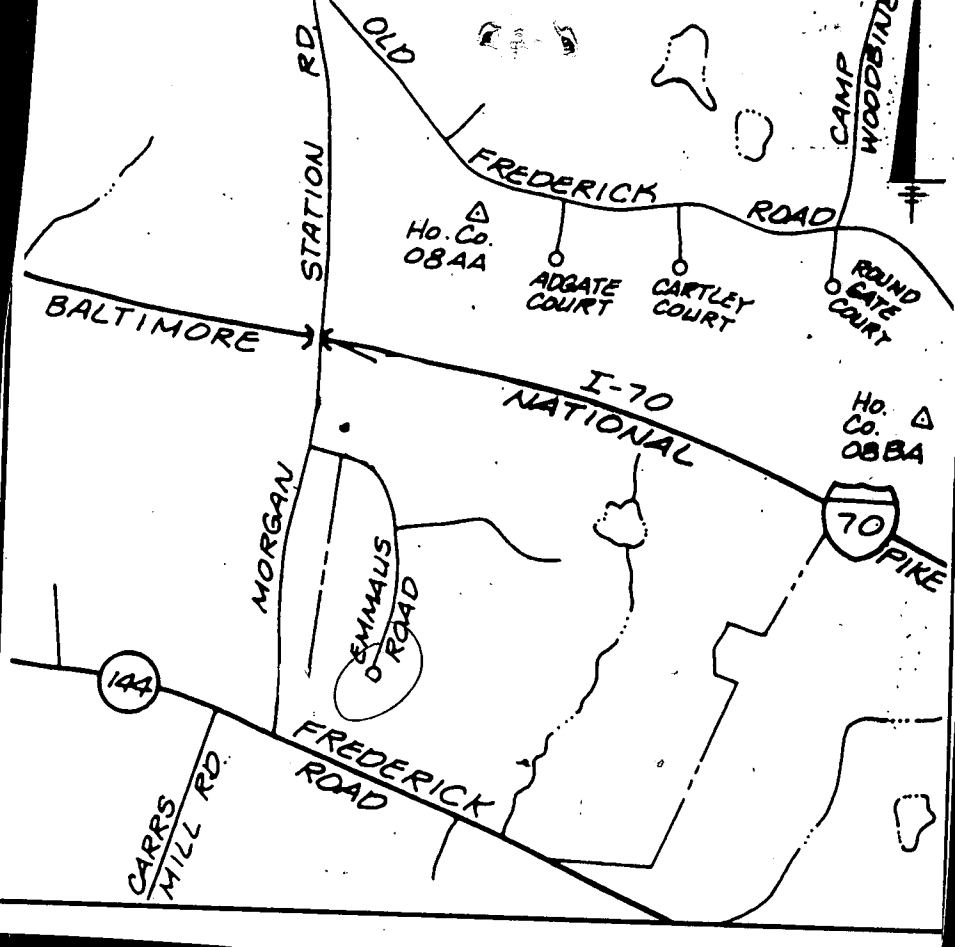 OLD
STATION RD.
CAMP
WOODBINE
FREDERICK
ROAD
Ho. Co.
08AA
ADGATE
COURT
CARTLEY
COURT
ROUND
GATE
COURT
BALTIMORE
I-70
NATIONAL
Ho.
Co.
08BA
70
PIKE
MORGAN
EMMAUS
ROAD
144
FREDERICK
ROAD
CARRS
MILL RD.